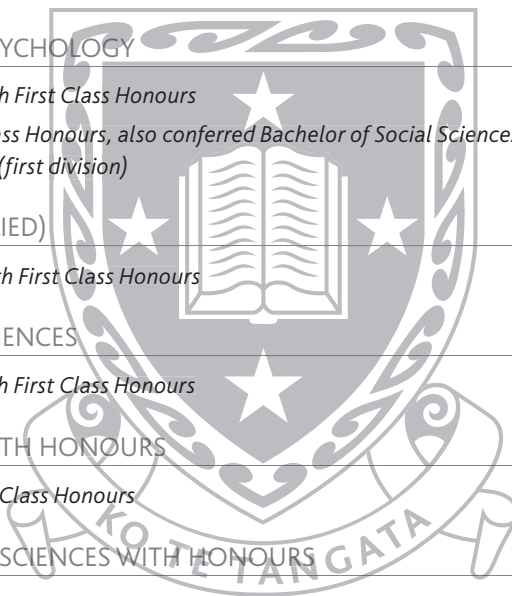 YCHOLOGY
h First Class Honours
ss Honours, also conferred Bachelor of Social Sciences
(first division)
IED)
th First Class Honours
IENCES
h First Class Honours
TH HONOURS
Class Honours
SCIENCES WITH HONOURS
KO TE TANGATA